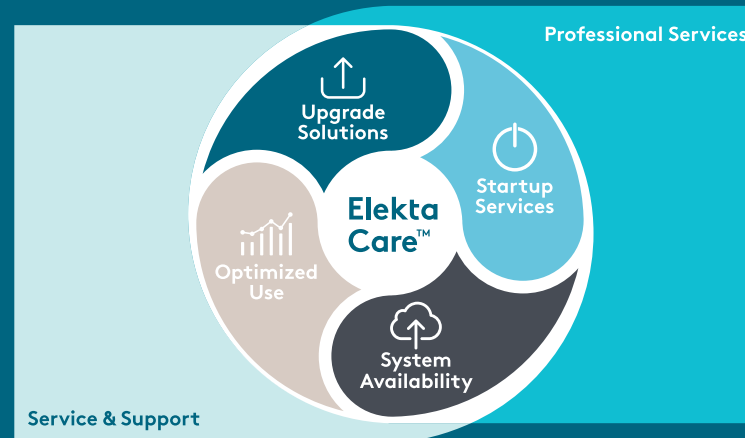 Professional Services
Upgrade
Solutions
Startup
Services
Elekta
Care™
Optimized
Use
System
Availability
Service & Support